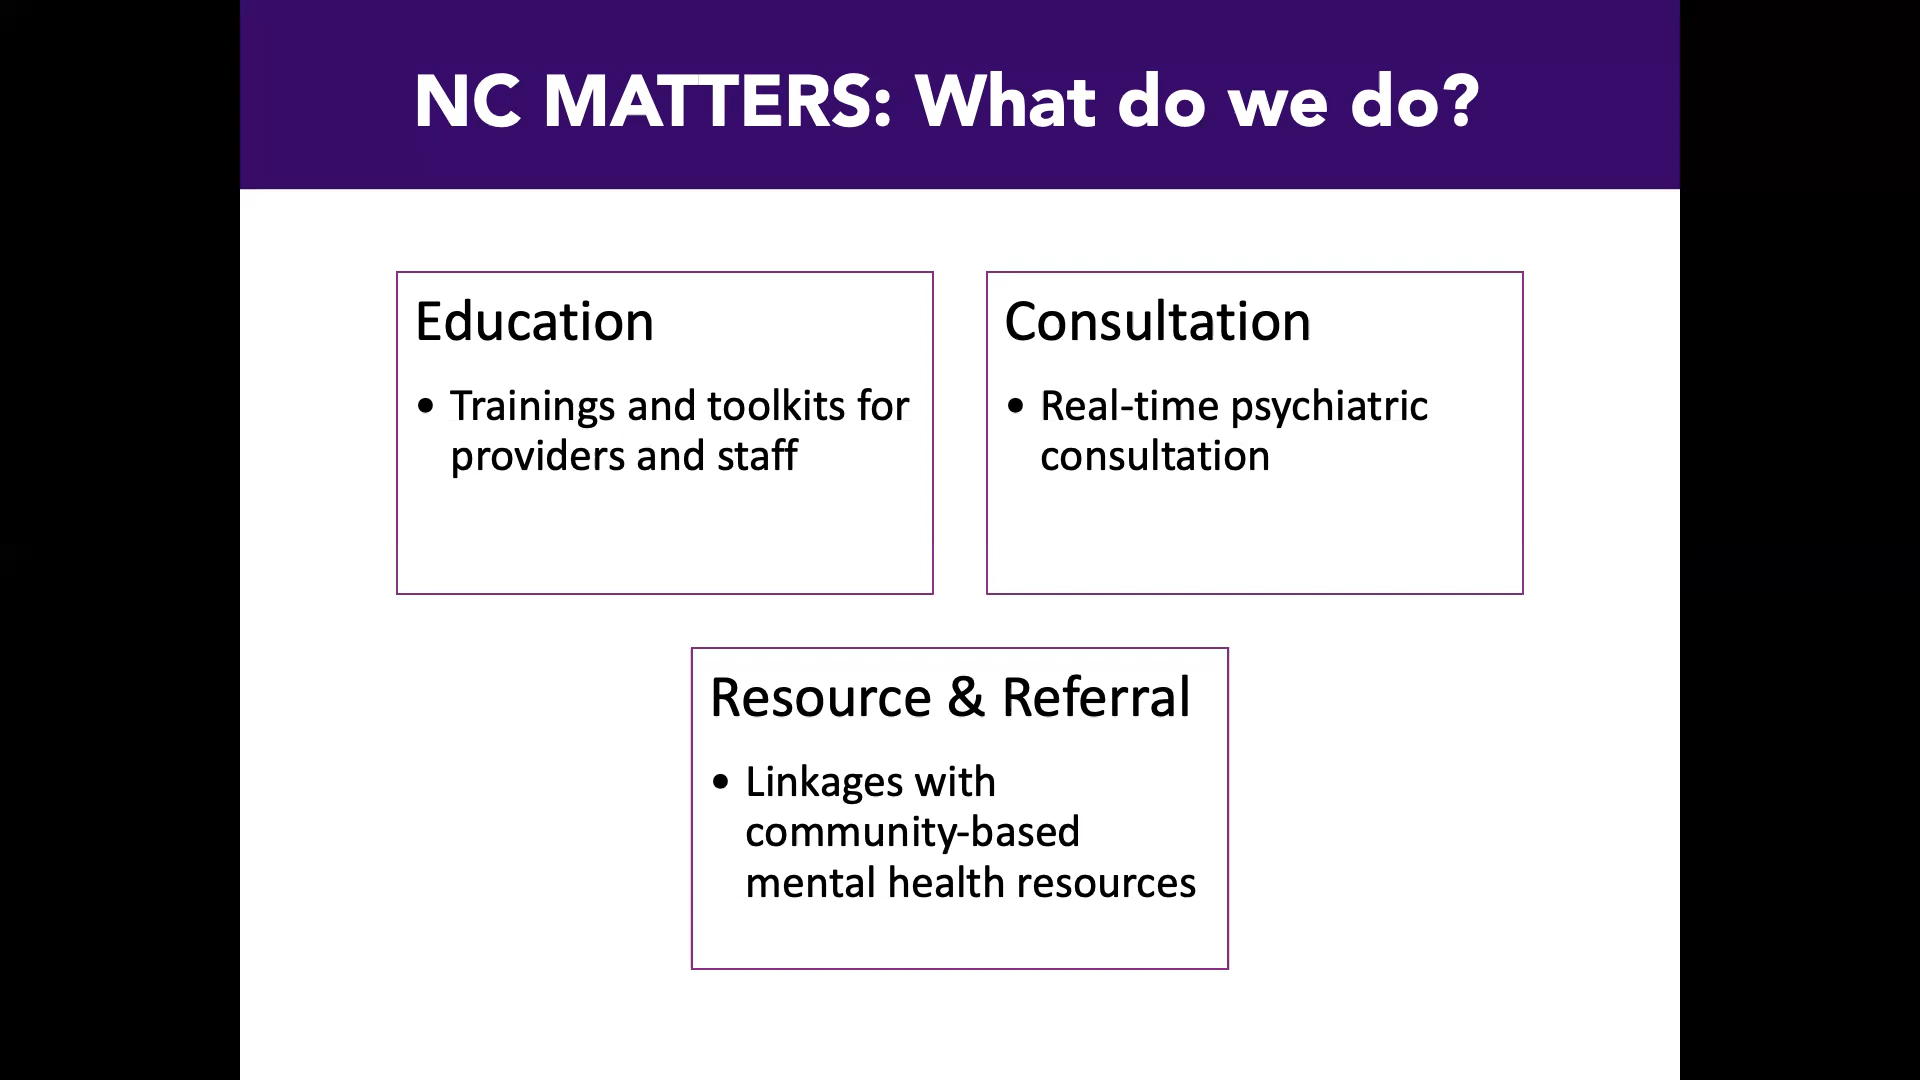 NC MATTERS: What do we do?
Education
• Trainings and toolkits for
providers and staff
Consultation
• Real-time psychiatric
consultation
Resource & Referral
• Linkages with
community-based
mental health resources